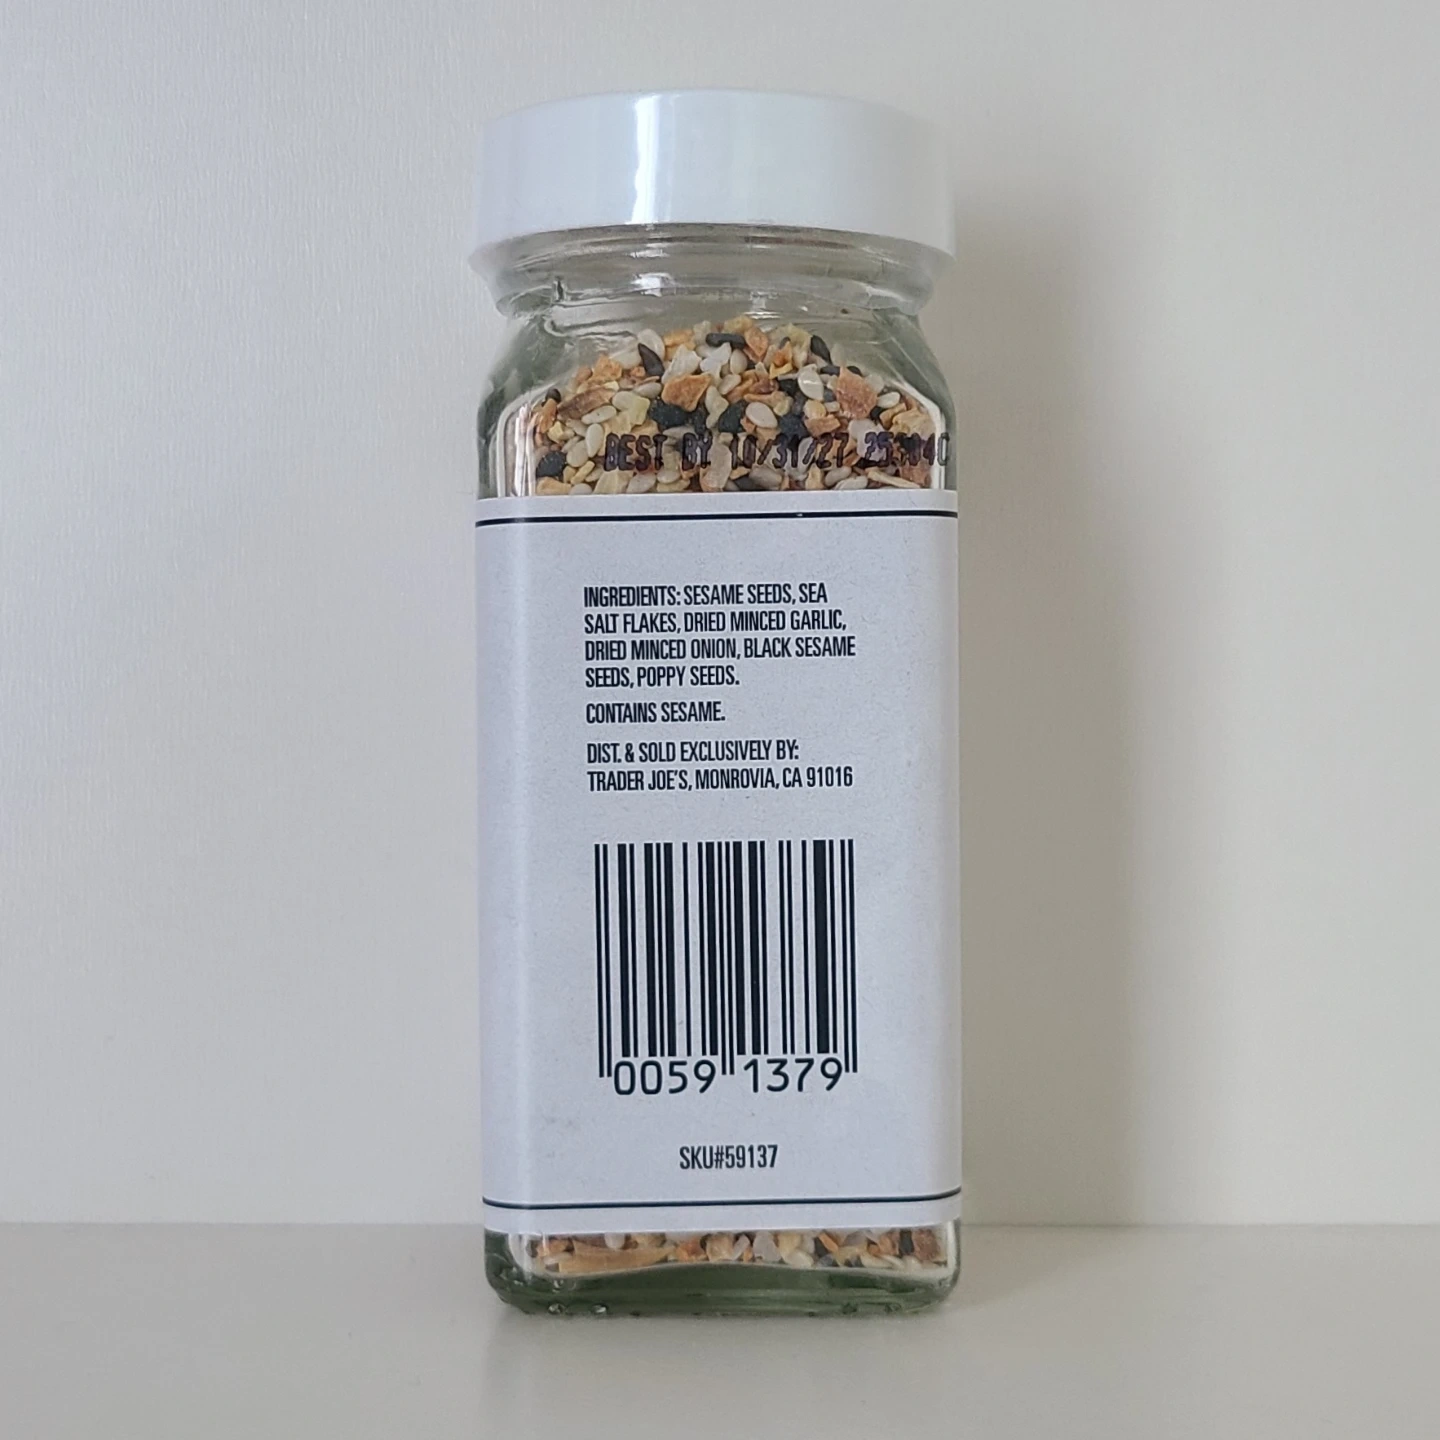 BEST BY 10/31/27
INGREDIENTS: SESAME SEEDS, SEA
SALT FLAKES, DRIED MINCED GARLIC,
DRIED MINCED ONION, BLACK SESAME
SEEDS, POPPY SEEDS.
CONTAINS SESAME.
DIST. & SOLD EXCLUSIVELY BY:
TRADER JOE'S, MONROVIA, CA 91016
0059 1379
SKU#59137